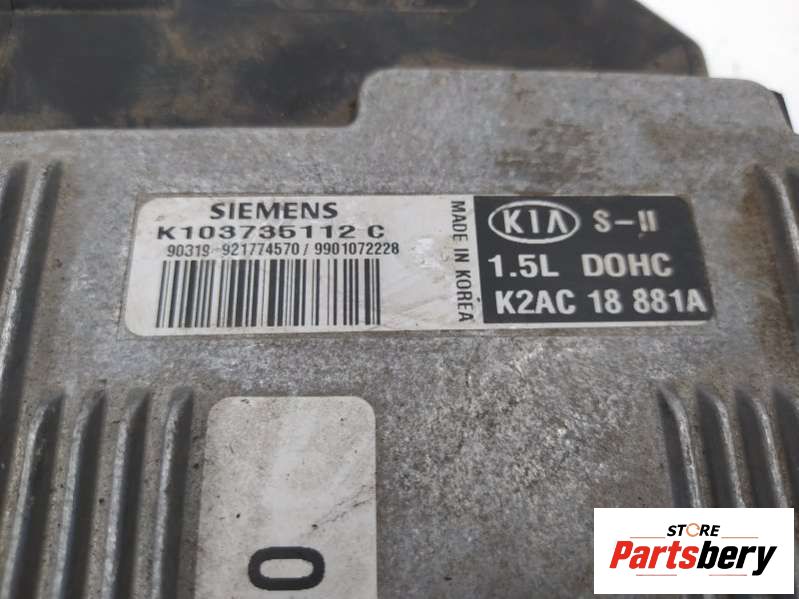 SIEMENS
K103735112 C
90319-921774570 / 9901072228
MADE IN KOREA
KIA S-II
1.5L DOHC
K2AC 18 881A
0
STORE
Partsbery